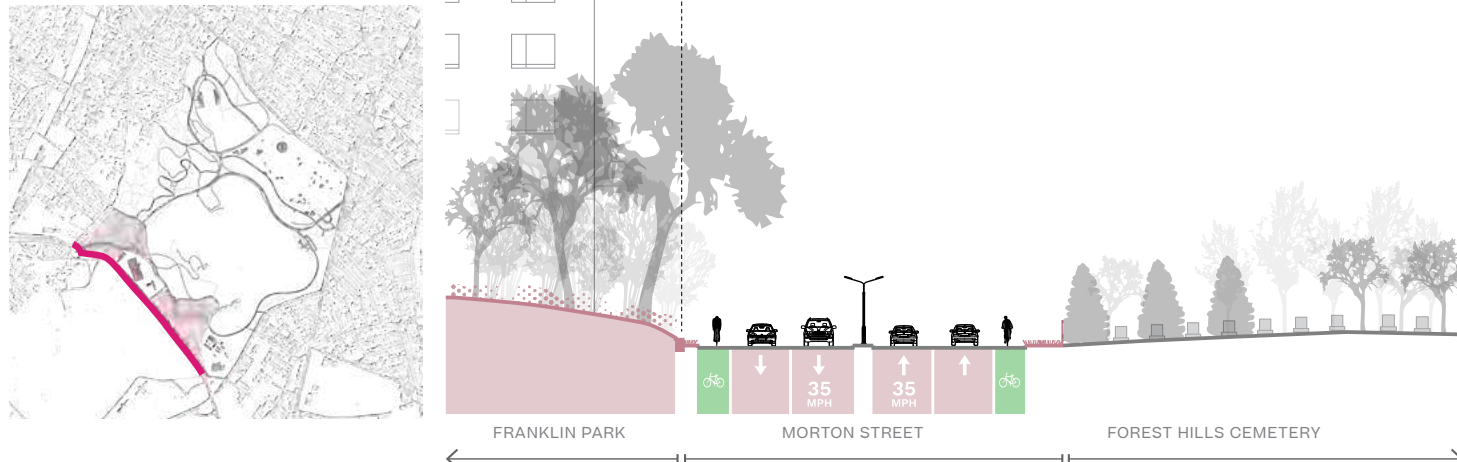 35
MPH
35
MPH
FRANKLIN PARK
MORTON STREET
FOREST HILLS CEMETERY